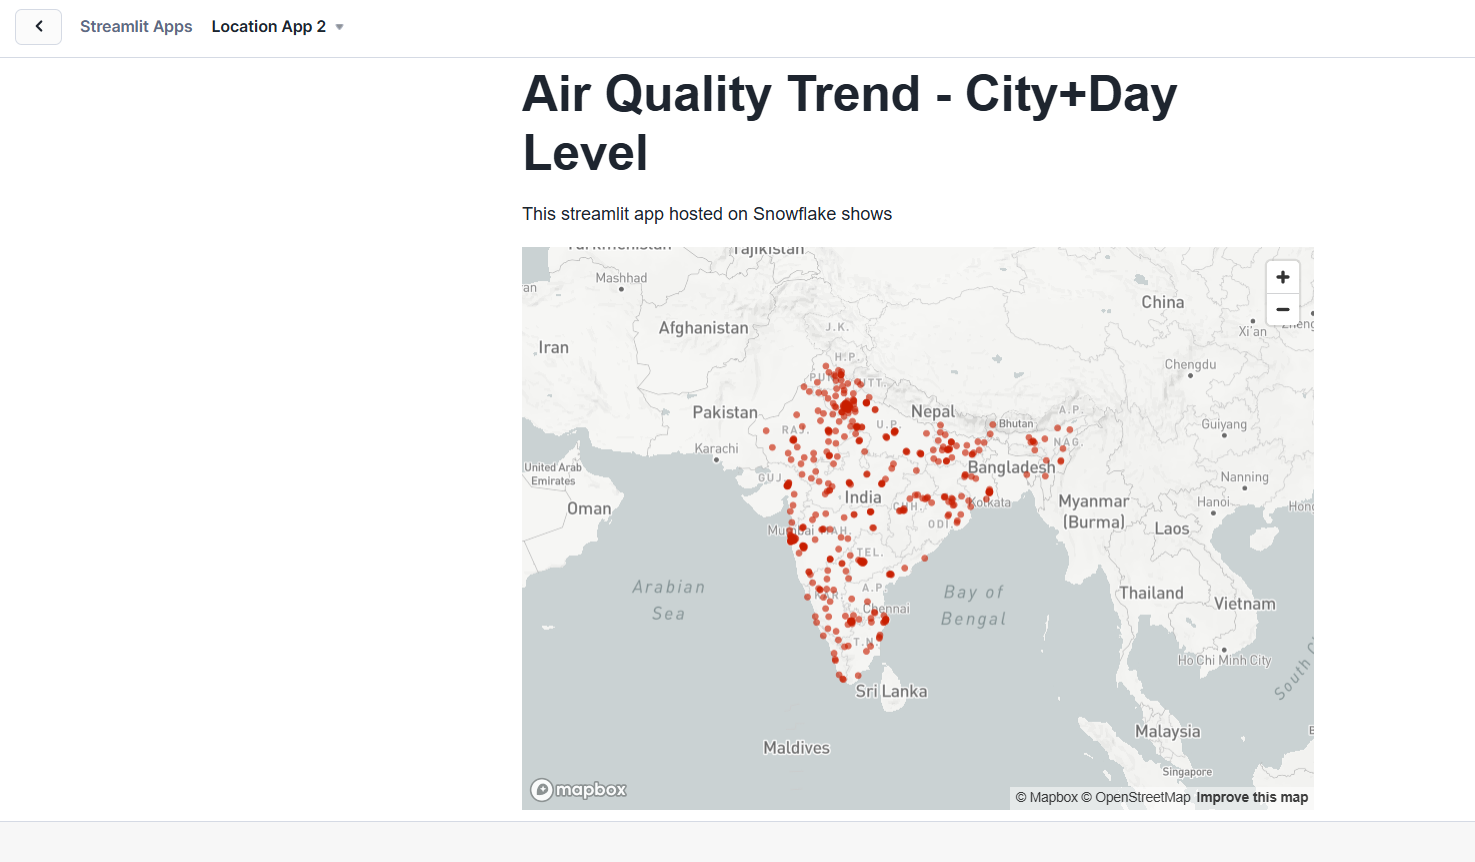 Streamlit Apps Location App 2
Air Quality Trend - City+Day
Level
This streamlit app hosted on Snowflake shows
Tajikistan
Mashhad
China
Xi'an
Afghanistan
J.K.
Iran
H.P.
Chengdu
UTT.
Pakistan
Nepal
A.P.
Bhutan
U.P.
Guiyang
RAJ.
NAG.
Karachi
Bangladesh
United Arab
Emirates
GUJ.
Nanning
India
Kolkata
Myanmar
(Burma)
Hanoi
Oman
CHH.
ODI.
Laos
Mumbai
MAH.
TEL.
Arabian
Sea
A.P.
KAR.
Bay of
Bengal
Thailand
Vietnam
Chennai
T.N.
Ho Chi Minh City
Sri Lanka
Malaysia
Maldives
Singapore
mapbox
© Mapbox © OpenStreetMap Improve this map